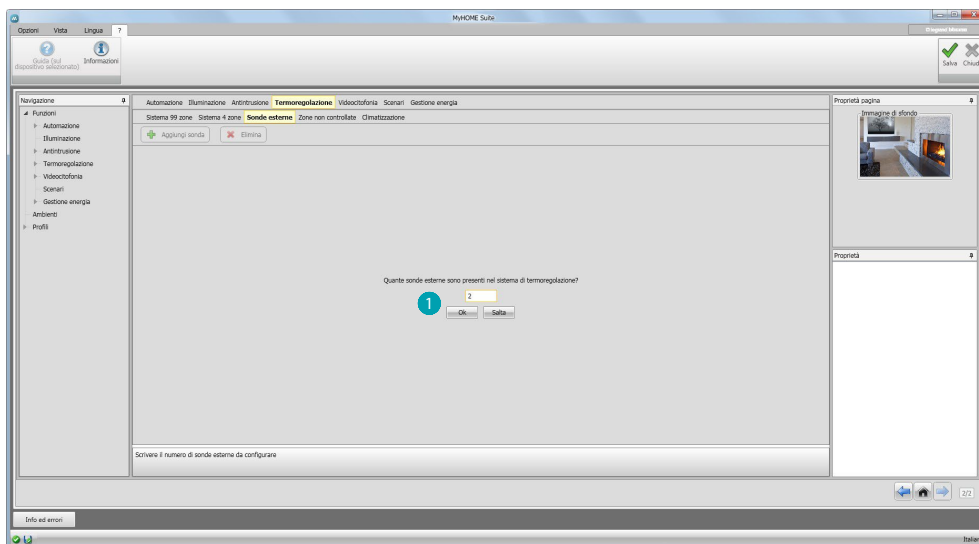 MyHOME Suite
Opzioni Vista Lingua ?
Guida (sul dispositivo selezionato)
Informazioni
Salva
Navigazione
Funzioni
Automazione
Illuminazione
Antintrusione
Termoregolazione
Videocitofonia
Scenari
Gestione energia
Ambienti
Profili
Automazione Illuminazione Antintrusione Termoregolazione Videocitofonia Scenari Gestione energia
Sistema 99 zone Sistema 4 zone Sonde esterne Zone non controllate Climatizzazione
Aggiungi sonda Elimina
Quante sonde esterne sono presenti nel sistema di termoregolazione?
2
1
Ok Salta
Scrivere il numero di sonde esterne da configurare
Proprietà pagina
Immagine di sfondo
Proprietà
2/2
Info ed errori